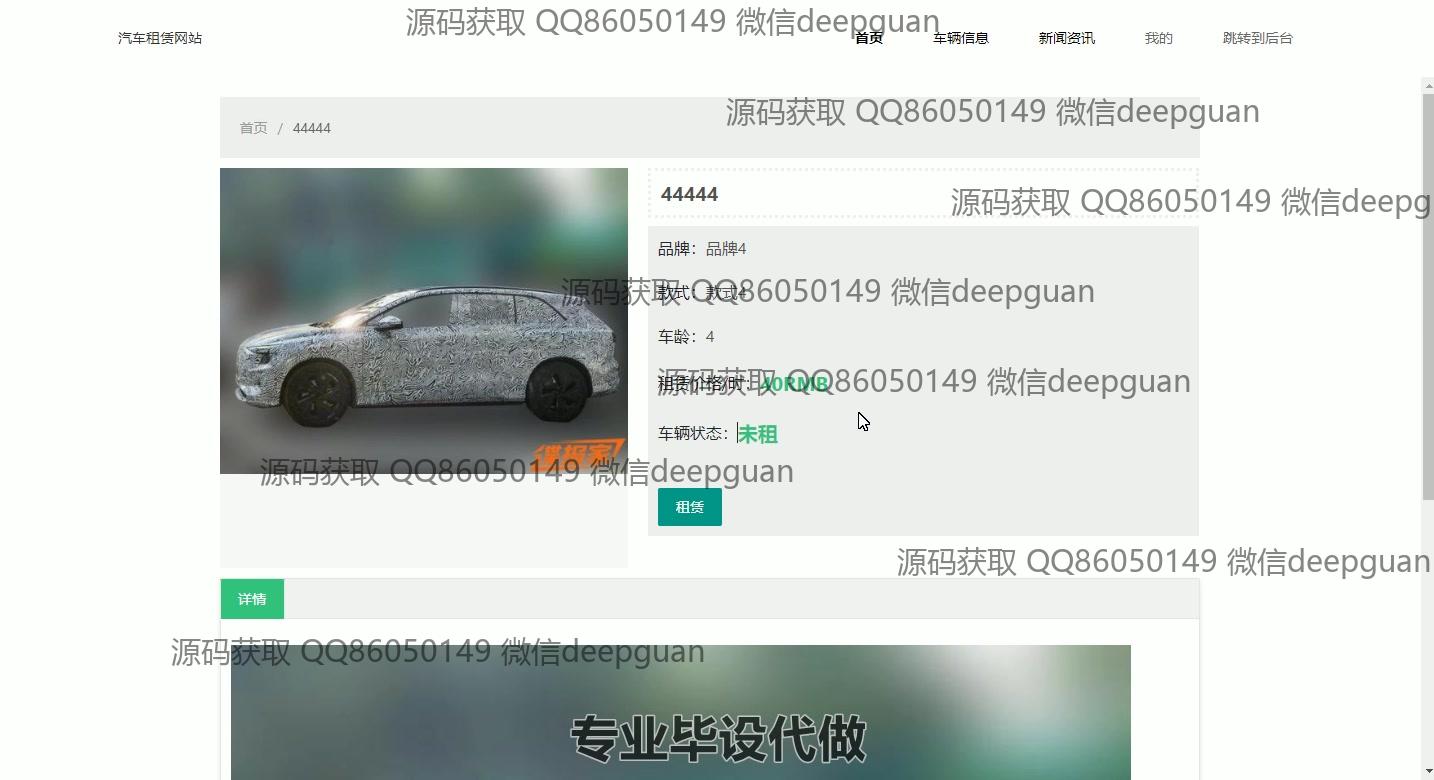 源码获取 QQ86050149 微信deepguan
汽车租赁网站
首页 车辆信息 新闻资讯 我的 跳转到后台
源码获取 QQ86050149 微信deepguan
首页 / 44444
44444
源码获取 QQ86050149 微信deepg
品牌：品牌4
源码获取 QQ86050149 微信deepguan
款式：款式4
车龄：4
源码获取 QQ86050149 微信deepguan
租赁价格/时：40RMB
车辆状态：未租
谍报家
源码获取 QQ86050149 微信deepguan
租赁
源码获取 QQ86050149 微信deepguan
详情
源码获取 QQ86050149 微信deepguan
专业毕设代做